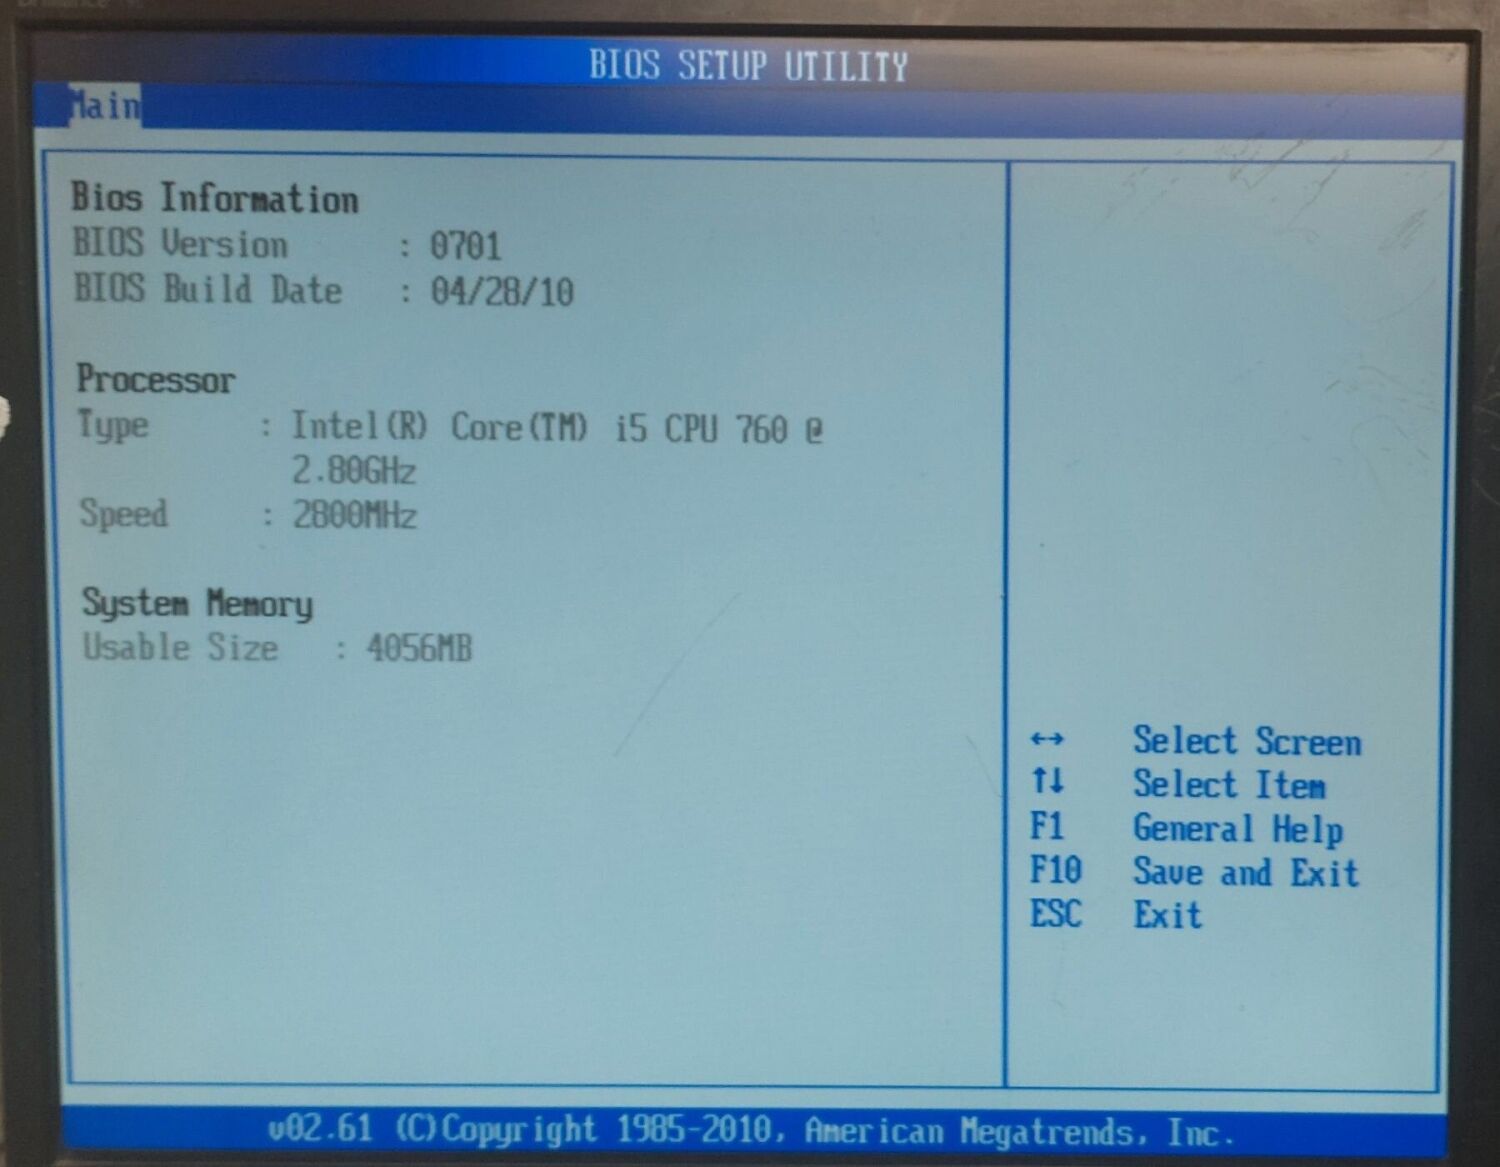 BIOS SETUP UTILITY
Main
Bios Information
BIOS Version : 0701
BIOS Build Date : 04/28/10
Processor
Type : Intel(R) Core(TM) i5 CPU 760 @
2.80GHz
Speed : 2800MHz
System Memory
Usable Size : 4056MB
↔ Select Screen
↑↓ Select Item
F1 General Help
F10 Save and Exit
ESC Exit
v02.61 (C)Copyright 1985-2010, American Megatrends, Inc.